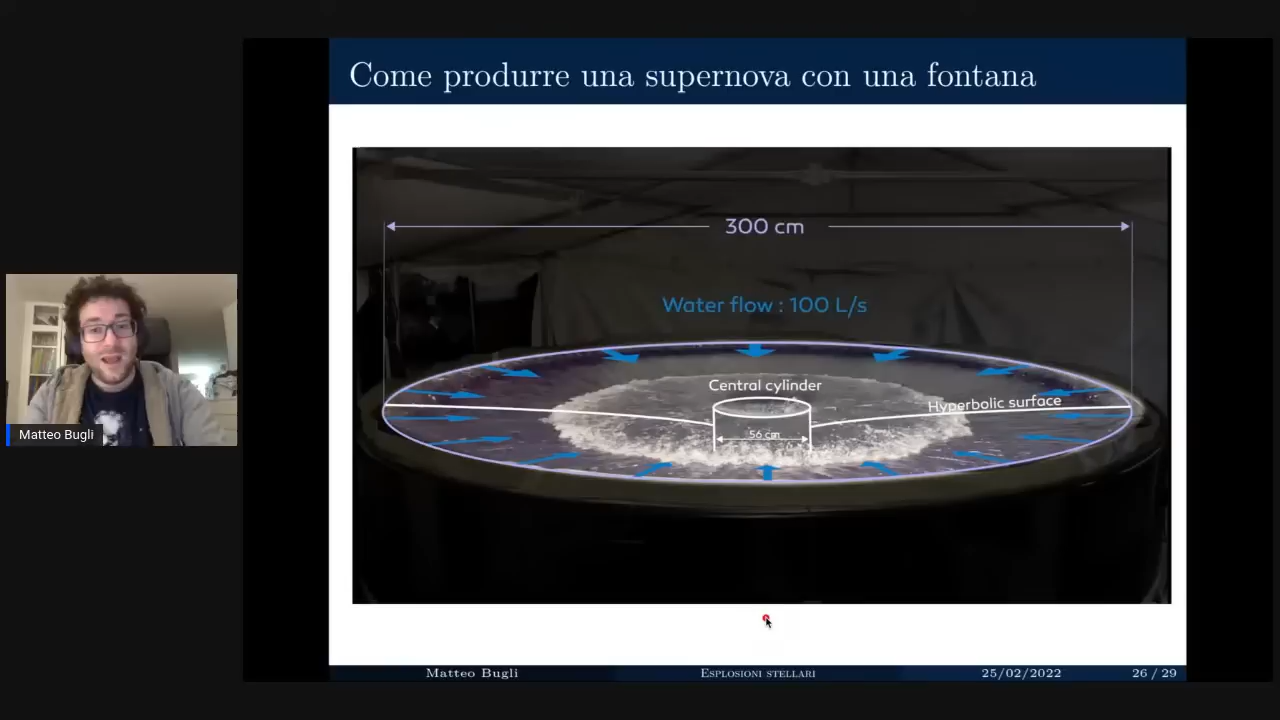 Come produrre una supernova con una fontana
300 cm
Water flow : 100 L/s
Central cylinder
Hyperbolic surface
56 cm
Matteo Bugli
Matteo Bugli
Esplosioni stellari
25/02/2022
26 / 29